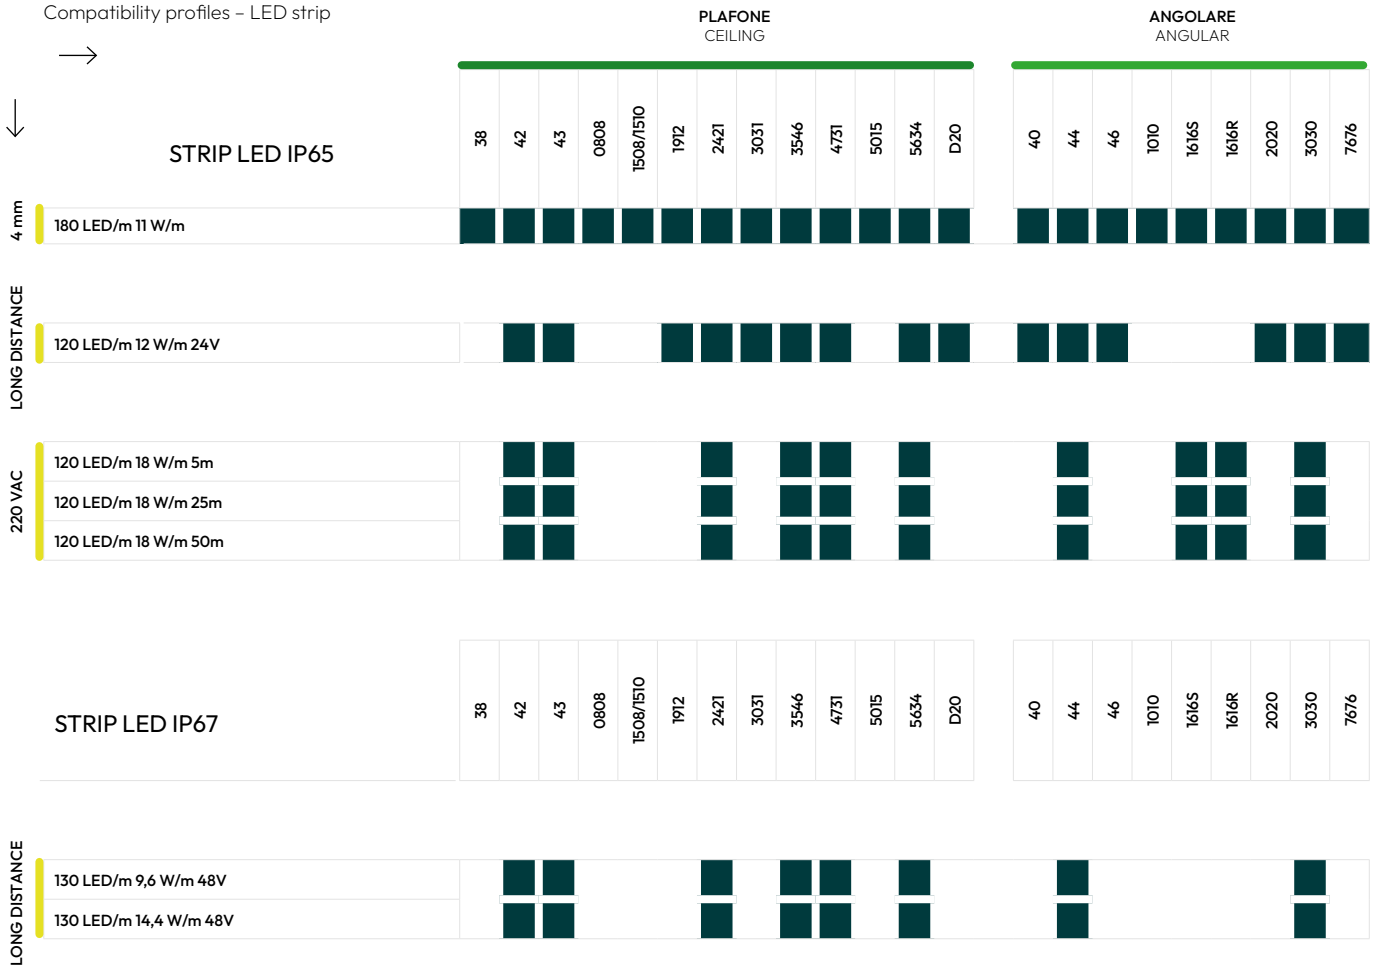 Compatibility profiles – LED strip
PLAFONE
CEILING
ANGOLARE
ANGULAR
STRIP LED IP65
38
42
43
0808
1508/1510
1912
2421
3031
3546
4731
5015
5634
D20
40
44
46
1010
1616S
1616R
2020
3030
7676
4 mm
180 LED/m 11 W/m
LONG DISTANCE
120 LED/m 12 W/m 24V
220 VAC
120 LED/m 18 W/m 5m
120 LED/m 18 W/m 25m
120 LED/m 18 W/m 50m
STRIP LED IP67
38
42
43
0808
1508/1510
1912
2421
3031
3546
4731
5015
5634
D20
40
44
46
1010
1616S
1616R
2020
3030
7676
LONG DISTANCE
130 LED/m 9,6 W/m 48V
130 LED/m 14,4 W/m 48V